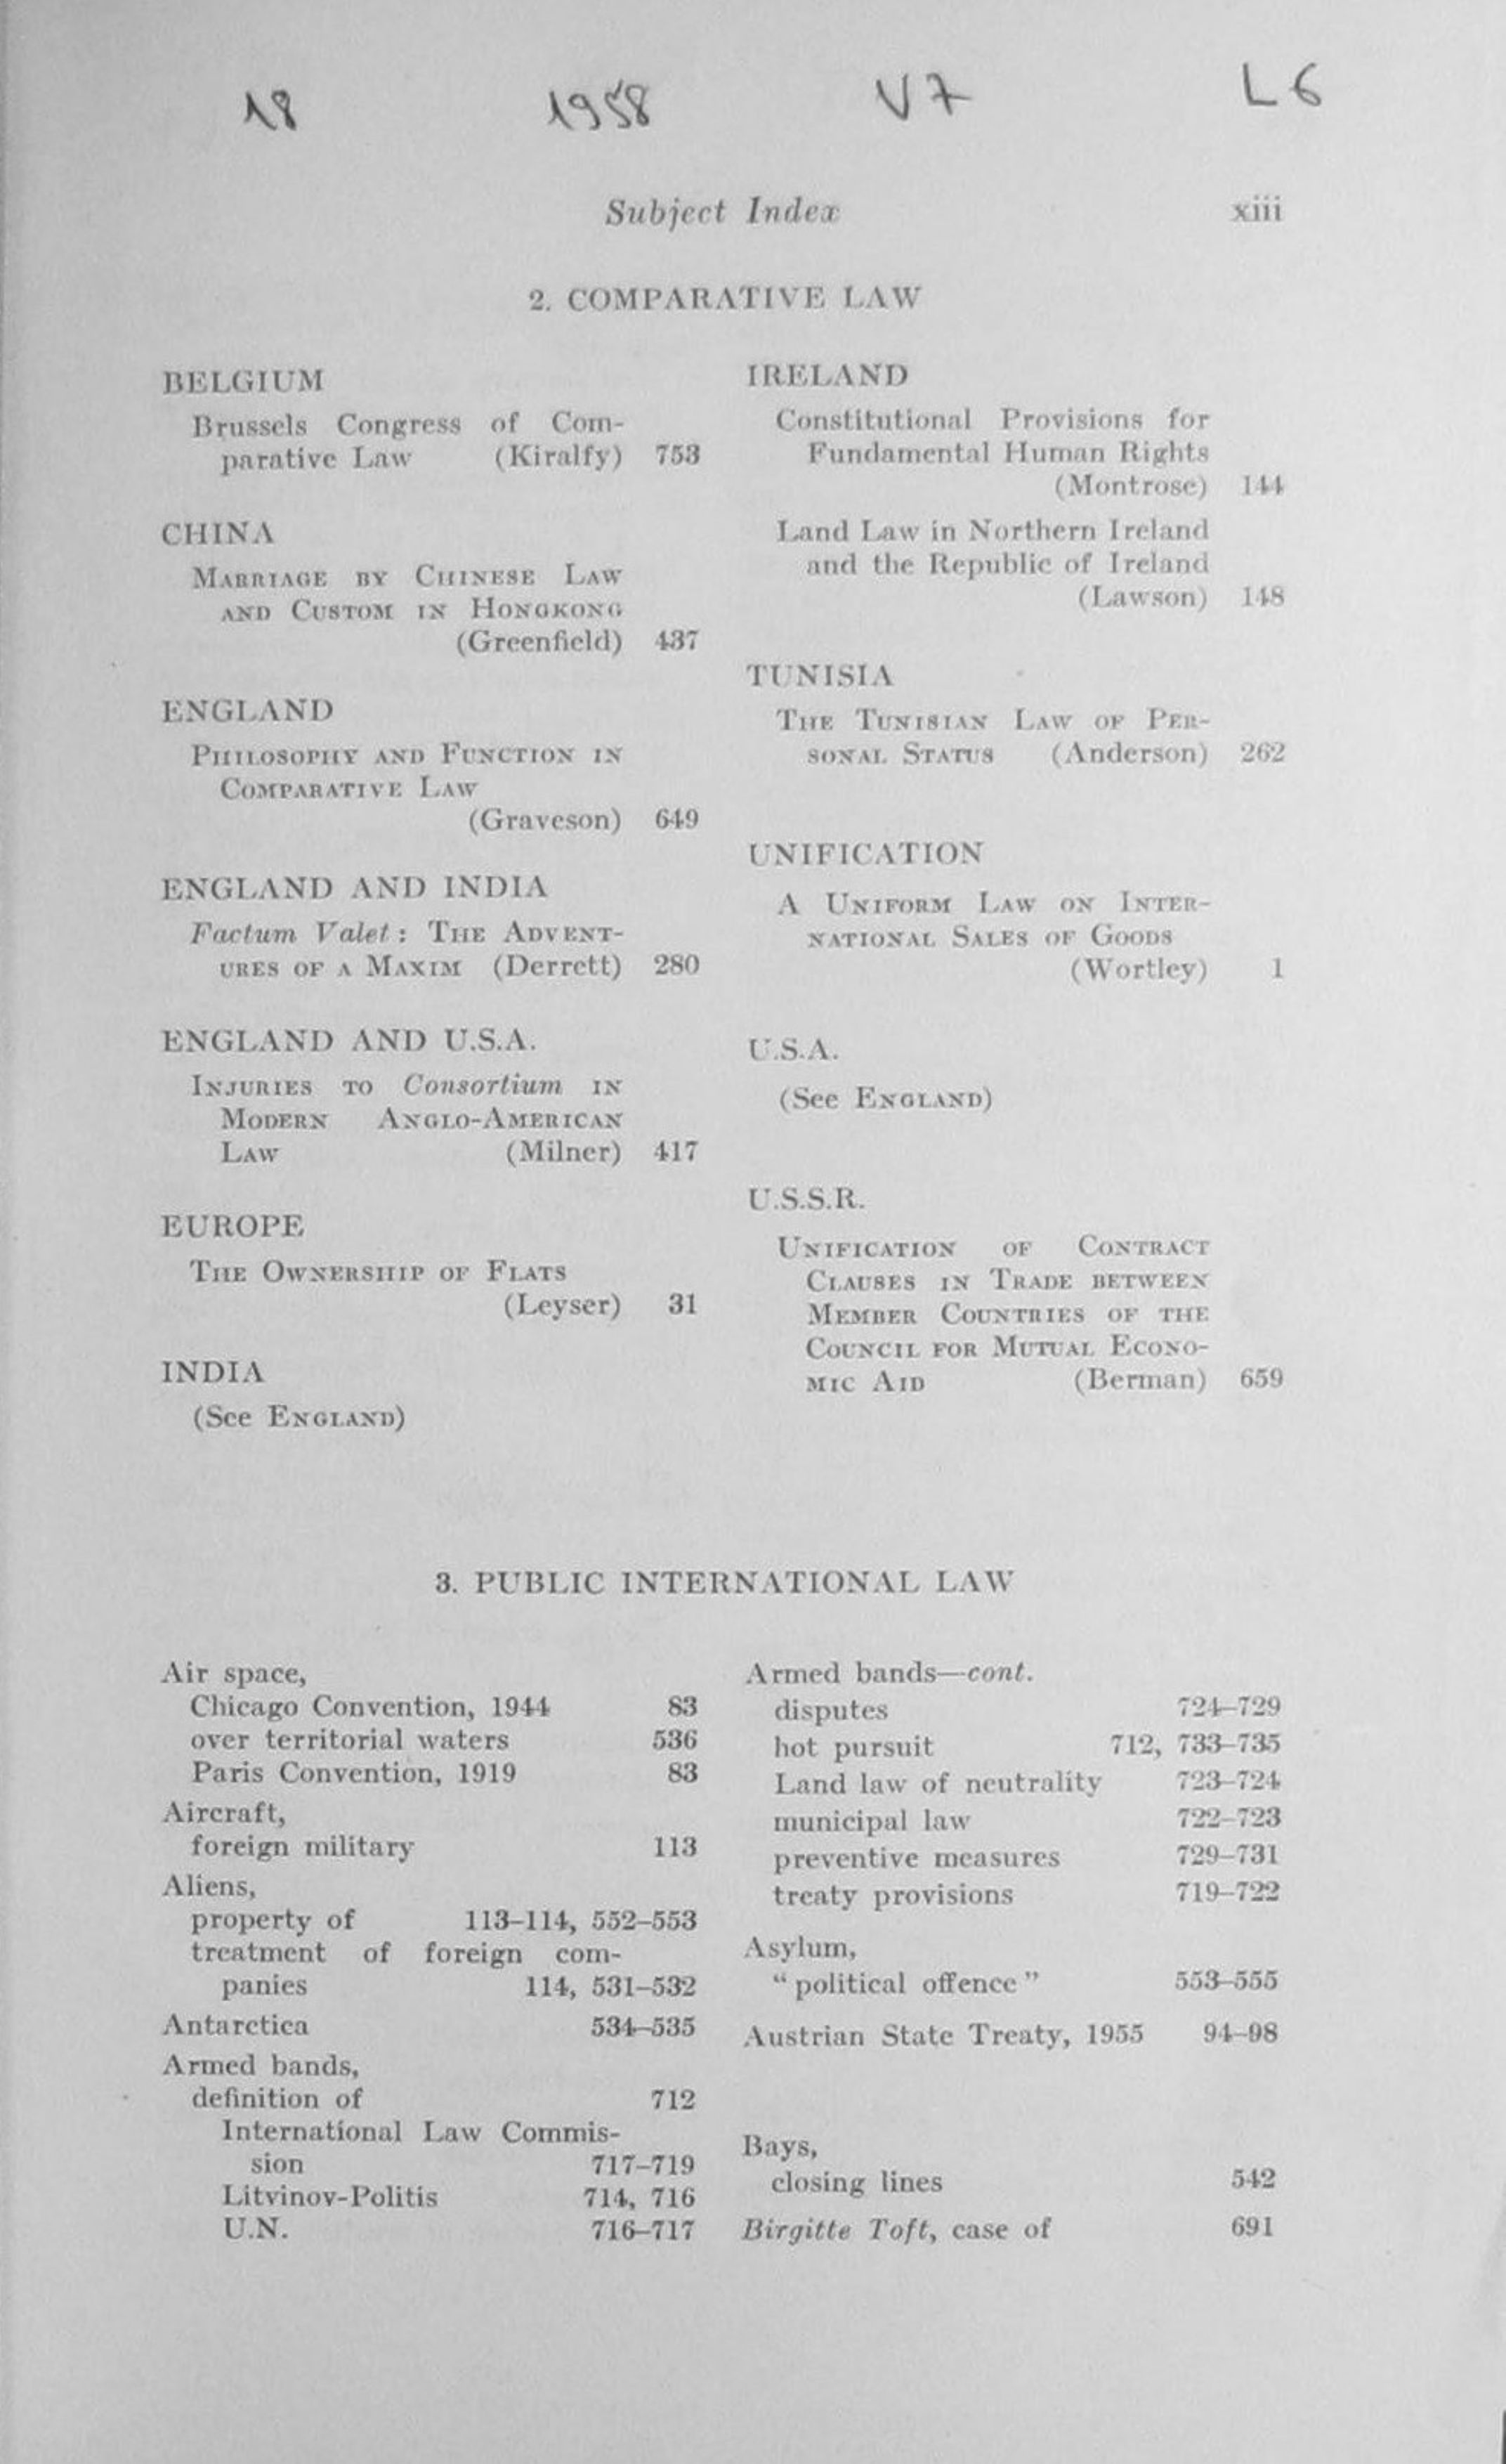 18 1958 V7 L6
Subject Index xiii
2. COMPARATIVE LAW
BELGIUM
Brussels Congress of Com-
parative Law (Kiralfy) 753
CHINA
MARRIAGE BY CHINESE LAW
AND CUSTOM IN HONGKONG
(Greenfield) 437
ENGLAND
PHILOSOPHY AND FUNCTION IN
COMPARATIVE LAW
(Graveson) 649
ENGLAND AND INDIA
Factum Valet: THE ADVENT-
URES OF A MAXIM (Derrett) 280
ENGLAND AND U.S.A.
INJURIES TO Consortium IN
MODERN ANGLO-AMERICAN
LAW (Milner) 417
EUROPE
THE OWNERSHIP OF FLATS
(Leyser) 31
INDIA
(See ENGLAND)
IRELAND
Constitutional Provisions for
Fundamental Human Rights
(Montrose) 144
Land Law in Northern Ireland
and the Republic of Ireland
(Lawson) 148
TUNISIA
THE TUNISIAN LAW OF PER-
SONAL STATUS (Anderson) 262
UNIFICATION
A UNIFORM LAW ON INTER-
NATIONAL SALES OF GOODS
(Wortley) 1
U.S.A.
(See ENGLAND)
U.S.S.R.
UNIFICATION OF CONTRACT
CLAUSES IN TRADE BETWEEN
MEMBER COUNTRIES OF THE
COUNCIL FOR MUTUAL ECONO-
MIC AID (Berman) 659
3. PUBLIC INTERNATIONAL LAW
Air space,
Chicago Convention, 1944 83
over territorial waters 536
Paris Convention, 1919 83
Aircraft,
foreign military 113
Aliens,
property of 113–114, 552–553
treatment of foreign com-
panies 114, 531–532
Antarctica 534–535
Armed bands,
definition of 712
International Law Commis-
sion 717–719
Litvinov-Politis 714, 716
U.N. 716–717
Armed bands—cont.
disputes 724–729
hot pursuit 712, 733–735
Land law of neutrality 723–724
municipal law 722–723
preventive measures 729–731
treaty provisions 719–722
Asylum,
"political offence" 553–555
Austrian State Treaty, 1955 94–98
Bays,
closing lines 542
Birgitte Toft, case of 691